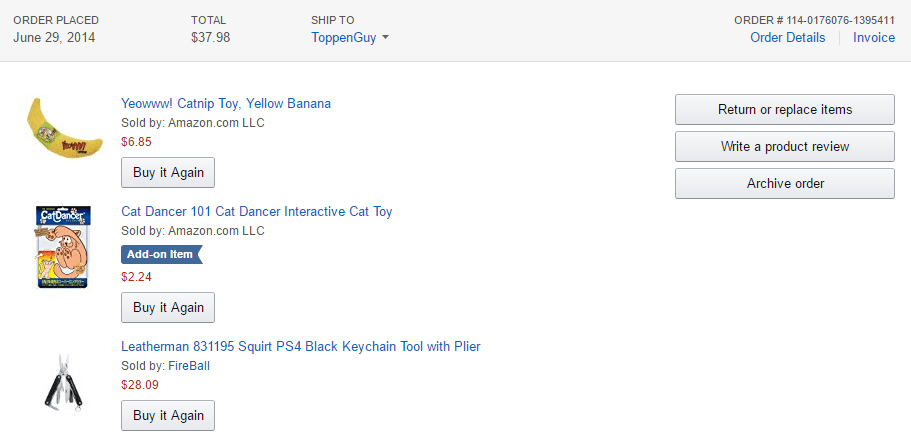 ORDER PLACED
June 29, 2014
TOTAL
$37.98
SHIP TO
ToppenGuy
ORDER # 114-0176076-1395411
Order Details
Invoice
Yeowww! Catnip Toy, Yellow Banana
Sold by: Amazon.com LLC
$6.85
Buy it Again
Return or replace items
Write a product review
Archive order
Cat Dancer
Cat Dancer 101 Cat Dancer Interactive Cat Toy
Sold by: Amazon.com LLC
Add-on Item
$2.24
Buy it Again
Leatherman 831195 Squirt PS4 Black Keychain Tool with Plier
Sold by: FireBall
$28.09
Buy it Again